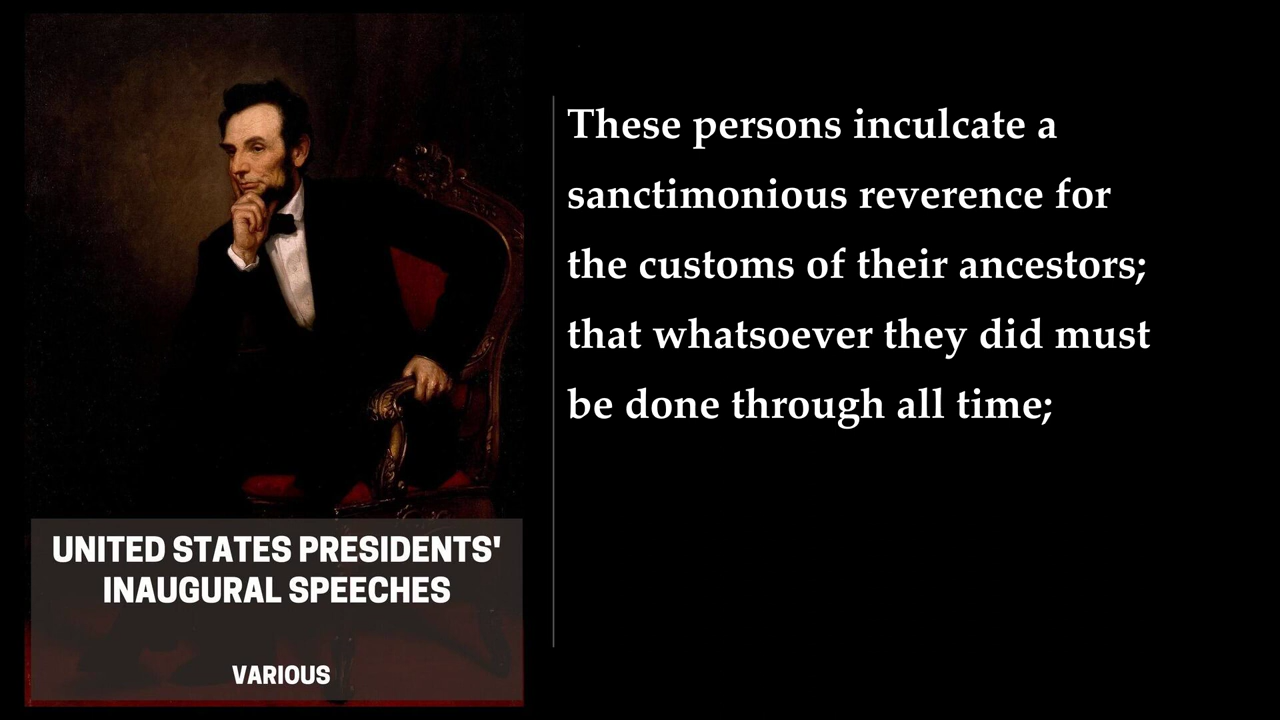 These persons inculcate a
sanctimonious reverence for
the customs of their ancestors;
that whatsoever they did must
be done through all time;
UNITED STATES PRESIDENTS'
INAUGURAL SPEECHES
VARIOUS